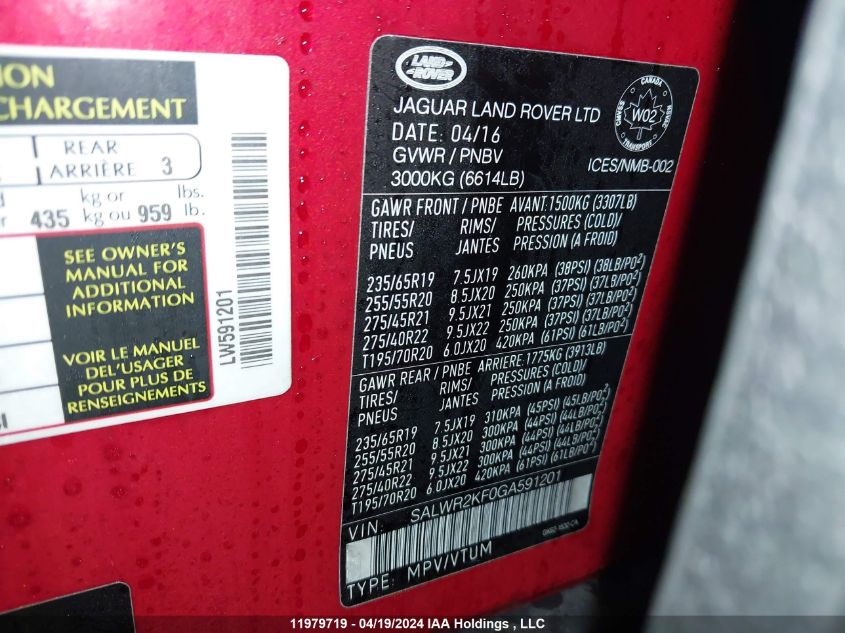 ION
CHARGEMENT
REAR
ARRIÈRE 3
kg or lbs.
435 kg ou 959 lb.
SEE OWNER'S
MANUAL FOR
ADDITIONAL
INFORMATION
VOIR LE MANUEL
DEL'USAGER
POUR PLUS DE
RENSEIGNEMENTS
LW591201
LAND
ROVER
JAGUAR LAND ROVER LTD
DATE: 04/16
GVWR / PNBV
3000KG (6614LB)
CANADA
W02
TRANSPORT
ICES/NMB-002
GAWR FRONT / PNBE AVANT 1500KG (3307LB)
TIRES/ RIMS/ PRESSURES (COLD)/
PNEUS JANTES PRESSION (A FROID)
235/65R19 7.5JX19 260KPA (38PSI) (38LB/PO²)
255/55R20 8.5JX20 250KPA (37PSI) (37LB/PO²)
275/45R21 9.5JX21 250KPA (37PSI) (37LB/PO²)
275/40R22 9.5JX22 250KPA (37PSI) (37LB/PO²)
T195/70R20 6.0JX20 420KPA (61PSI) (61LB/PO²)
GAWR REAR / PNBE ARRIERE 1775KG (3913LB)
TIRES/ RIMS/ PRESSURES (COLD)/
PNEUS JANTES PRESSION (A FROID)
235/65R19 7.5JX19 310KPA (45PSI) (45LB/PO²)
255/55R20 8.5JX20 300KPA (44PSI) (44LB/PO²)
275/45R21 9.5JX21 300KPA (44PSI) (44LB/PO²)
275/40R22 9.5JX22 300KPA (44PSI) (44LB/PO²)
T195/70R20 6.0JX20 420KPA (61PSI) (61LB/PO²)
VIN: SALWR2KF0GA591201
TYPE: MPV/VTUM
11979719 - 04/19/2024 IAA Holdings , LLC